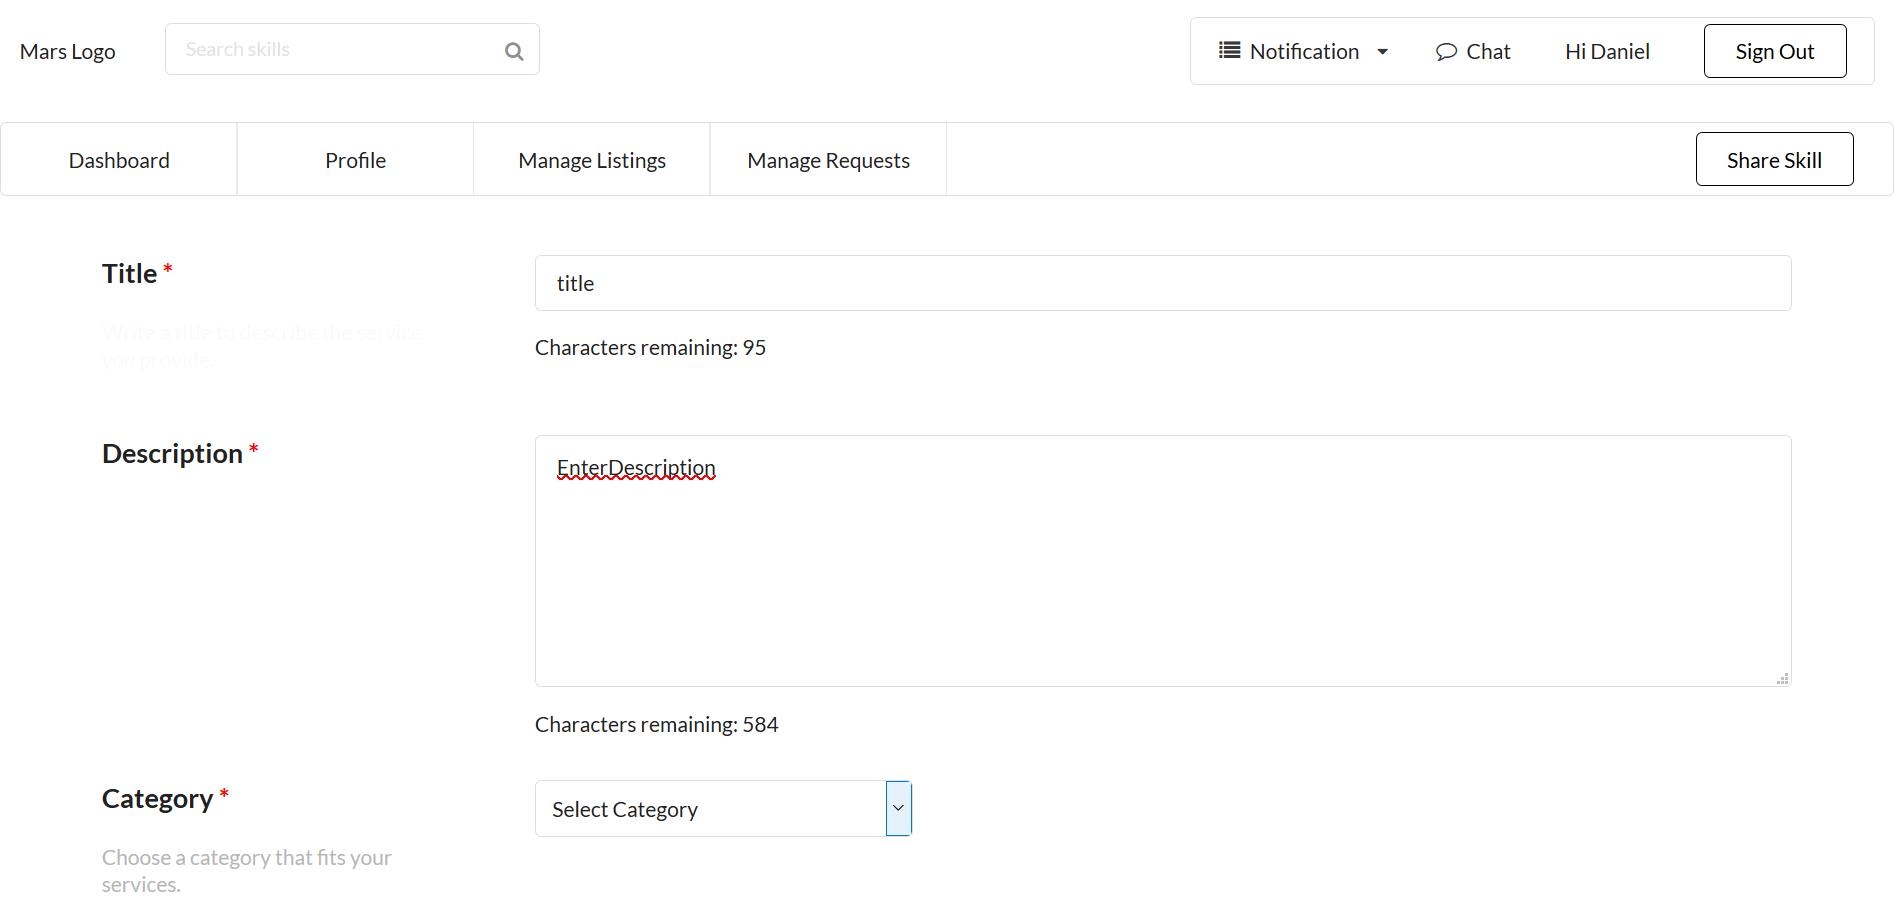 Mars Logo
Search skills
Notification
Chat
Hi Daniel
Sign Out
Dashboard
Profile
Manage Listings
Manage Requests
Share Skill
Title *
title
Write a title to describe the service
you provide.
Characters remaining: 95
Description *
EnterDescription
Characters remaining: 584
Category *
Select Category
Choose a category that fits your
services.